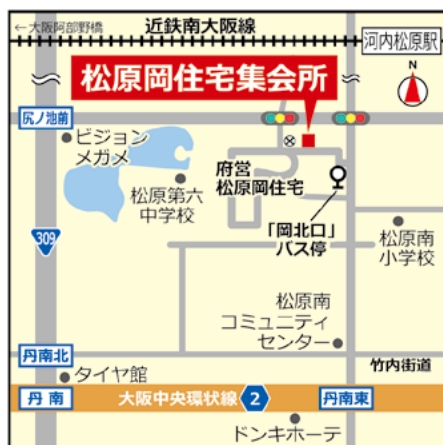 ←大阪阿部野橋
近鉄南大阪線
河内松原駅
N
松原岡住宅集会所
尻ノ池前
ビジョン
メガメ
府営
松原岡住宅
松原第六
中学校
「岡北口」
バス停
309
松原南
小学校
松原南
コミュニティ
センター
丹南北
竹内街道
タイヤ館
丹南
大阪中央環状線
2
丹南東
ドンキホーテ